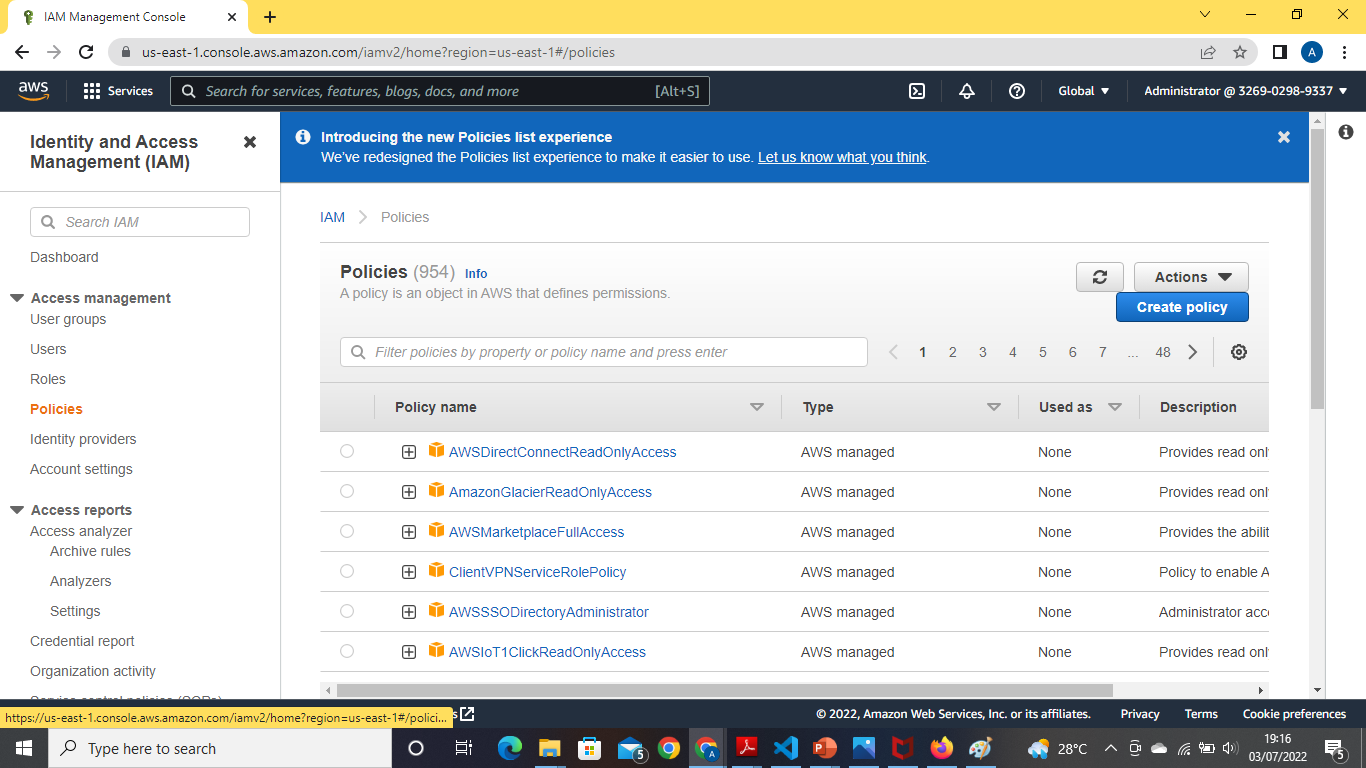 IAM Management Console
us-east-1.console.aws.amazon.com/iamv2/home?region=us-east-1#/policies
A
aws
Services
Search for services, features, blogs, docs, and more
[Alt+S]
Global
Administrator @ 3269-0298-9337
Identity and Access
Management (IAM)
Search IAM
Dashboard
Access management
User groups
Users
Roles
Policies
Identity providers
Account settings
Access reports
Access analyzer
Archive rules
Analyzers
Settings
Credential report
Organization activity
Service control policies (SCPs)
Introducing the new Policies list experience
We've redesigned the Policies list experience to make it easier to use. Let us know what you think.
IAM Policies
Policies (954) Info
A policy is an object in AWS that defines permissions.
Actions
Create policy
Filter policies by property or policy name and press enter
1 2 3 4 5 6 7 ... 48
Policy name Type Used as Description
AWSDirectConnectReadOnlyAccess AWS managed None Provides read onl
AmazonGlacierReadOnlyAccess AWS managed None Provides read onl
AWSMarketplaceFullAccess AWS managed None Provides the abilit
ClientVPNServiceRolePolicy AWS managed None Policy to enable A
AWSSSODirectoryAdministrator AWS managed None Administrator acce
AWSIoT1ClickReadOnlyAccess AWS managed None Provides read onl
https://us-east-1.console.aws.amazon.com/iamv2/home?region=us-east-1#/polici...
© 2022, Amazon Web Services, Inc. or its affiliates. Privacy Terms Cookie preferences
Type here to search
5
A
28°C
19:16
03/07/2022
5